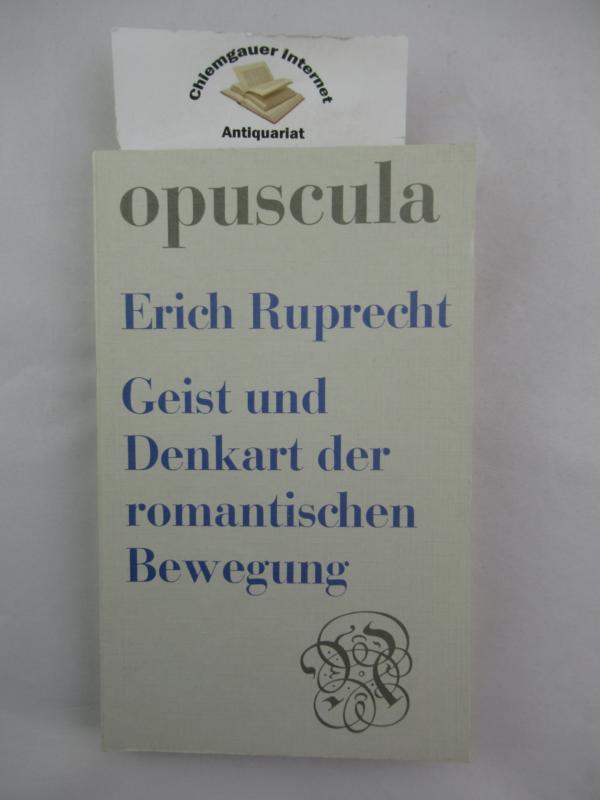 Chiemgauer Internet
Antiquariat
opuscula
Erich Ruprecht
Geist und
Denkart der
romantischen
Bewegung